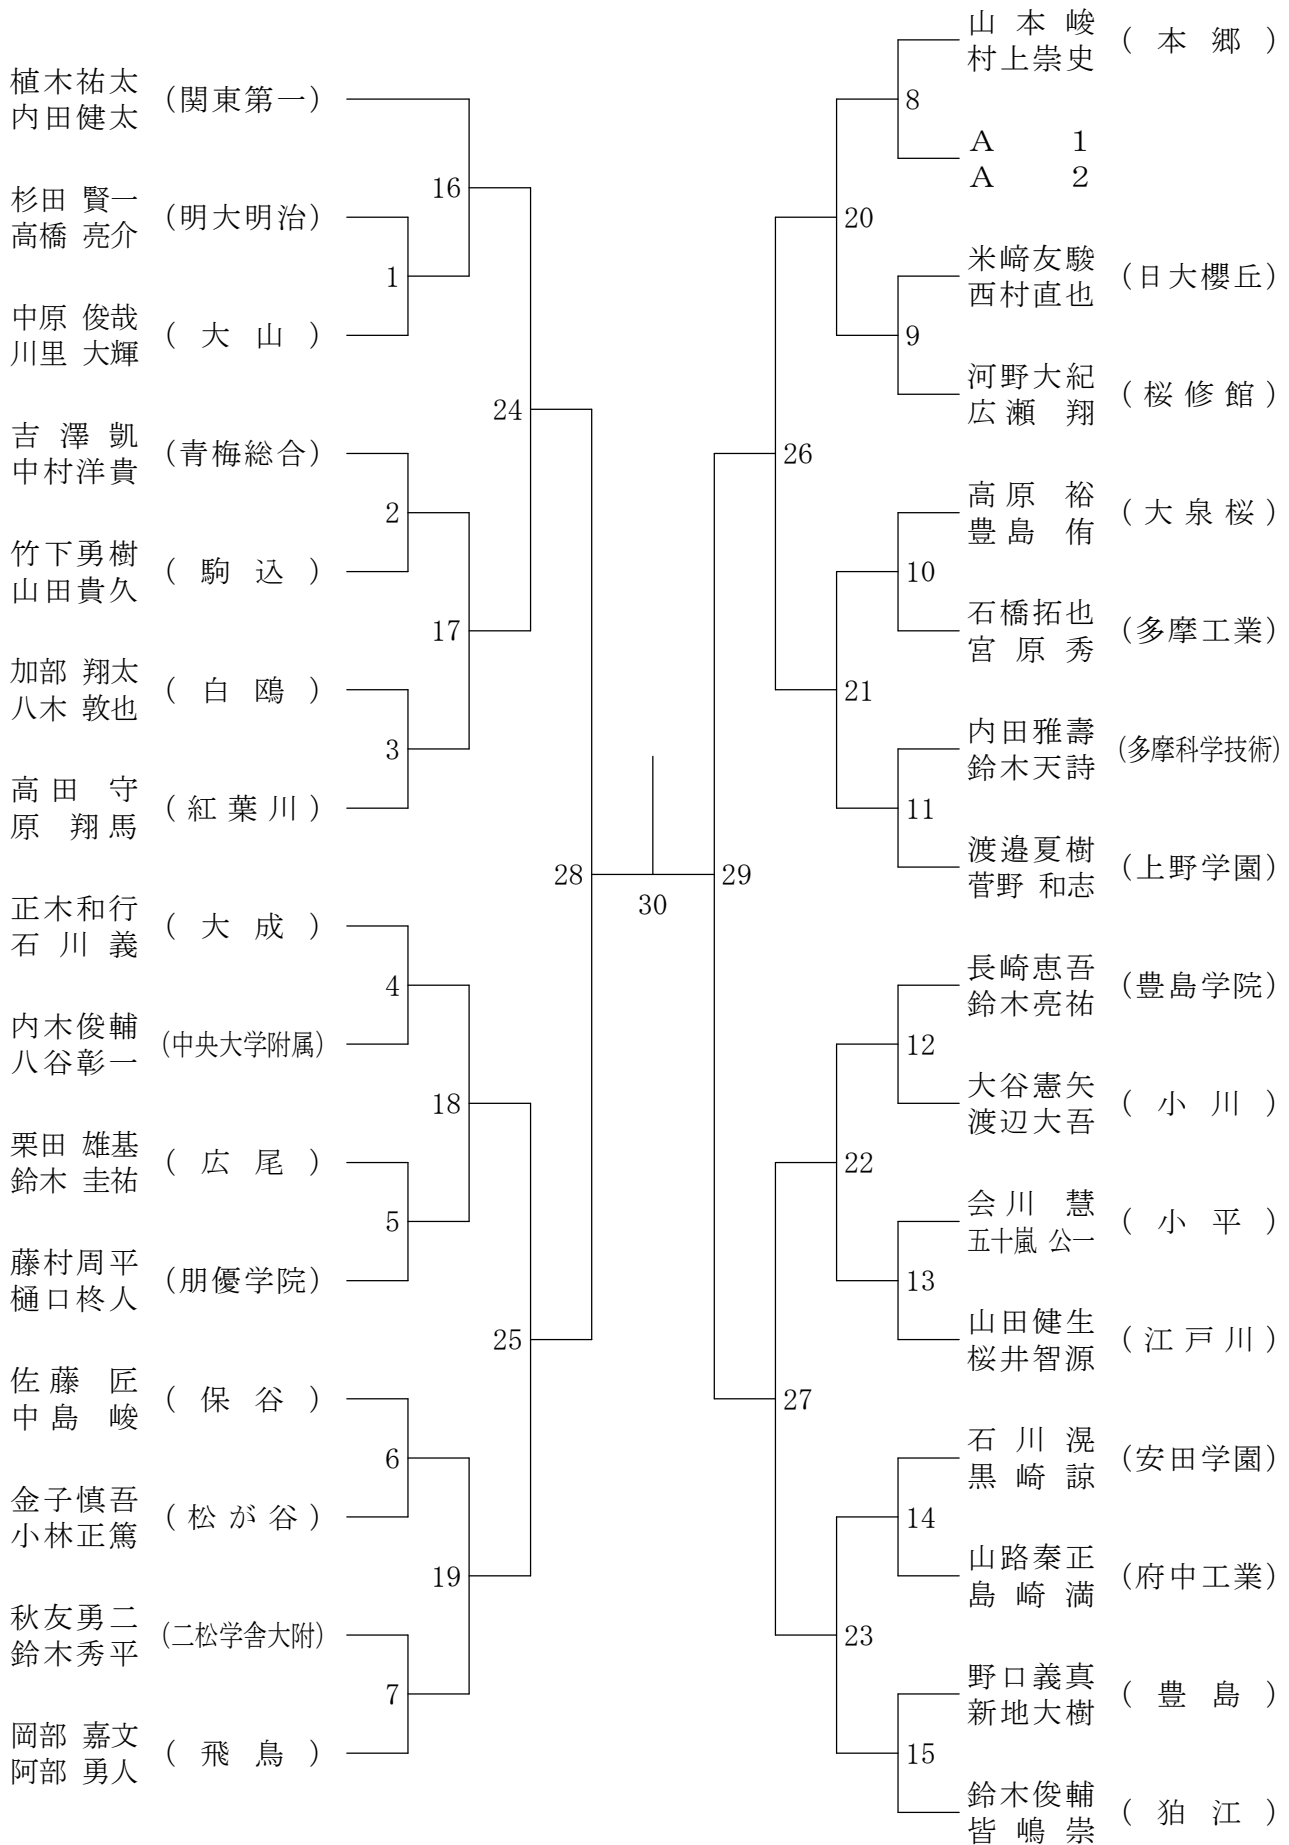 植木祐太
内田健太 (関東第一)
杉田 賢一
高橋 亮介 (明大明治)
中原 俊哉
川里 大輝 (大山)
吉澤凱
中村洋貴 (青梅総合)
竹下勇樹
山田貴久 (駒込)
加部 翔太
八木 敦也 (白鴎)
高田守
原翔馬 (紅葉川)
正木和行
石川義 (大成)
内木俊輔
八谷彰一 (中央大学附属)
栗田 雄基
鈴木 圭祐 (広尾)
藤村周平
樋口柊人 (朋優学院)
佐藤匠
中島峻 (保谷)
金子慎吾
小林正篤 (松が谷)
秋友勇二
鈴木秀平 (二松学舎大附)
岡部 嘉文
阿部 勇人 (飛鳥)
1
2
3
4
5
6
7
16
17
18
19
24
25
28
30
29
26
27
20
21
22
23
8
9
10
11
12
13
14
15
山本峻
村上崇史 (本郷)
A 1
A 2
米﨑友駿
西村直也 (日大櫻丘)
河野大紀
広瀬翔 (桜修館)
高原裕
豊島侑 (大泉桜)
石橋拓也
宮原秀 (多摩工業)
内田雅壽
鈴木天詩 (多摩科学技術)
渡邉夏樹
菅野 和志 (上野学園)
長崎恵吾
鈴木亮祐 (豊島学院)
大谷憲矢
渡辺大吾 (小川)
会川慧
五十嵐 公一 (小平)
山田健生
桜井智源 (江戸川)
石川滉
黒崎諒 (安田学園)
山路秦正
島崎満 (府中工業)
野口義真
新地大樹 (豊島)
鈴木俊輔
皆嶋崇 (狛江)